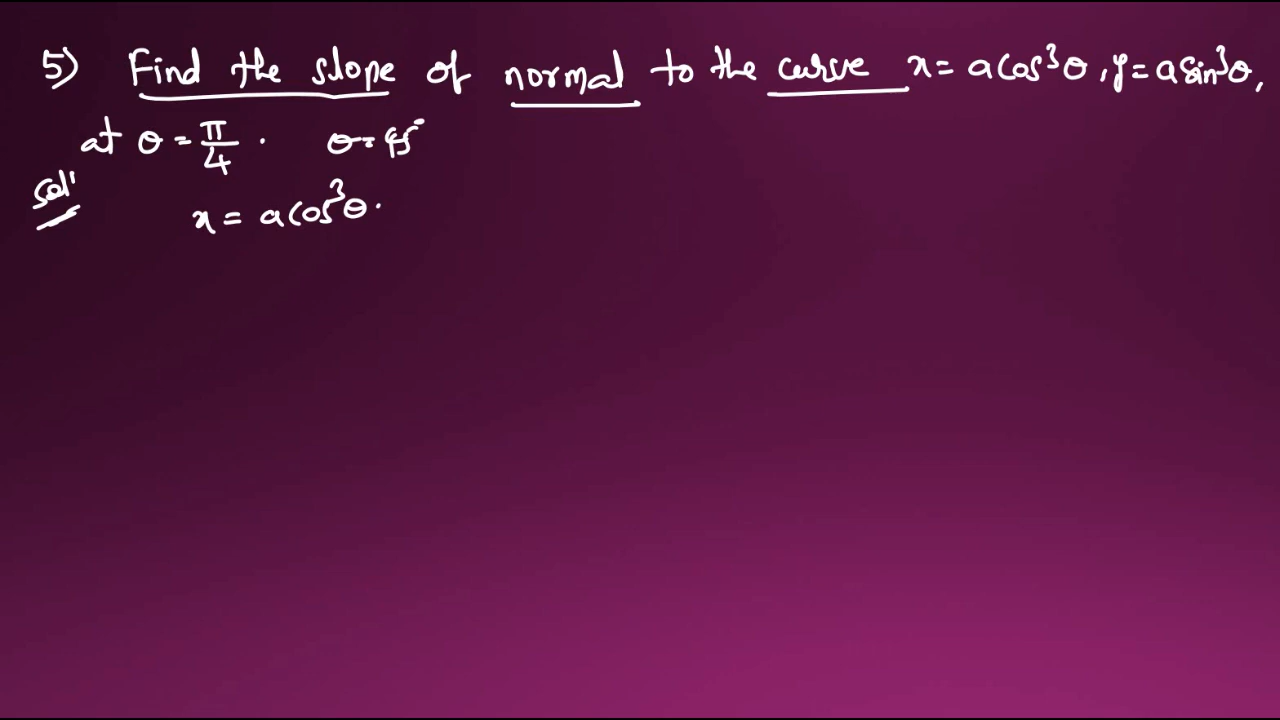 5) Find the slope of normal to the curve x = a cos³θ, y = a sin³θ,
at θ = π/4. θ = 45°
Sol'
x = a cos³θ.